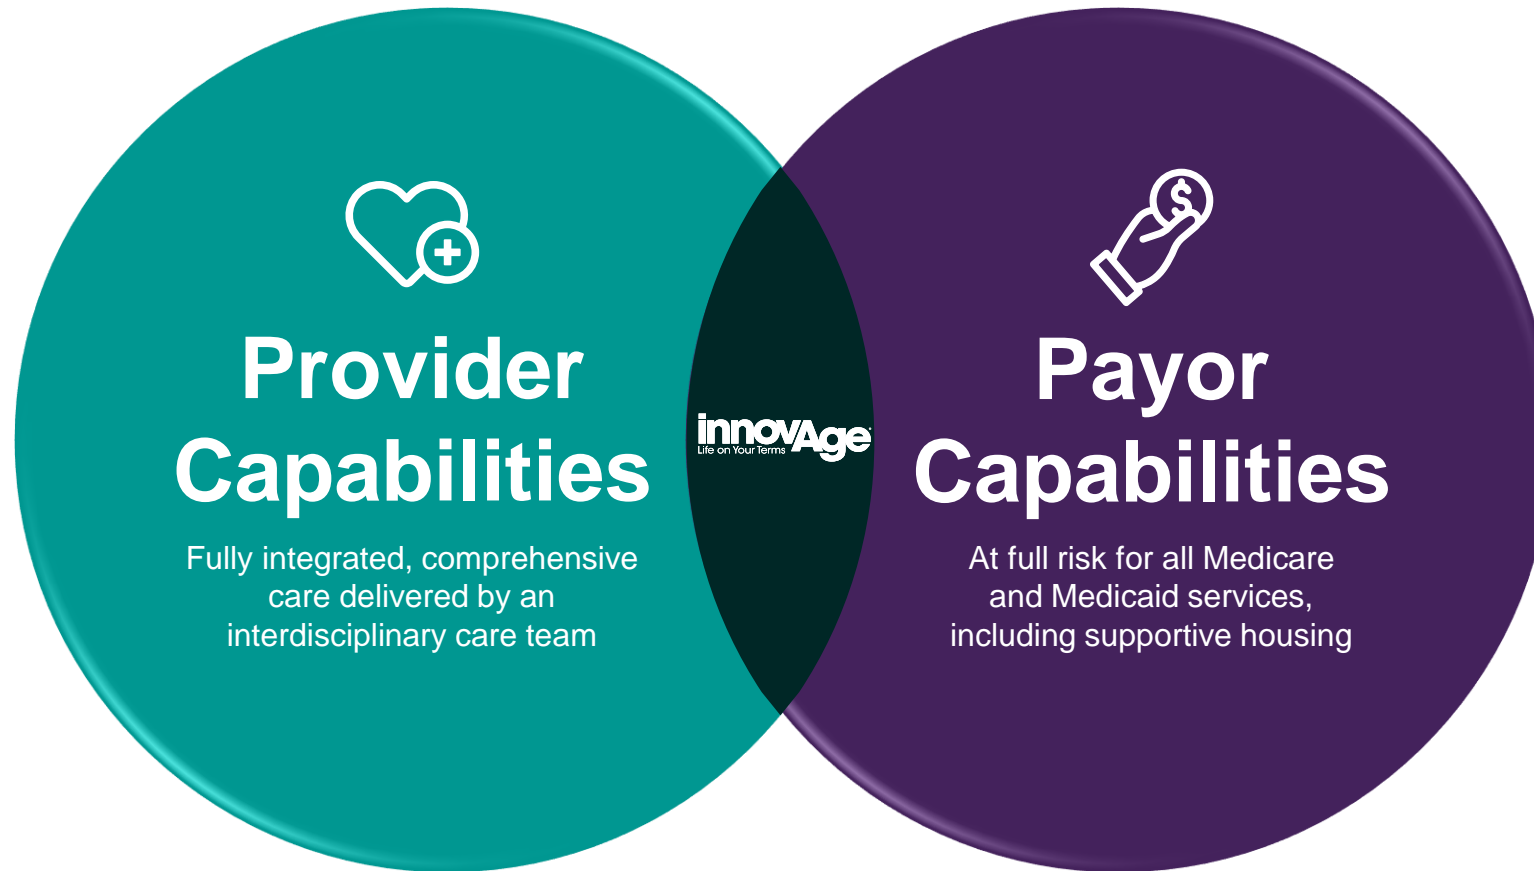 Provider
Capabilities
Fully integrated, comprehensive
care delivered by an
interdisciplinary care team
innovAge
Life on Your Terms
$
Payor
Capabilities
At full risk for all Medicare
and Medicaid services,
including supportive housing